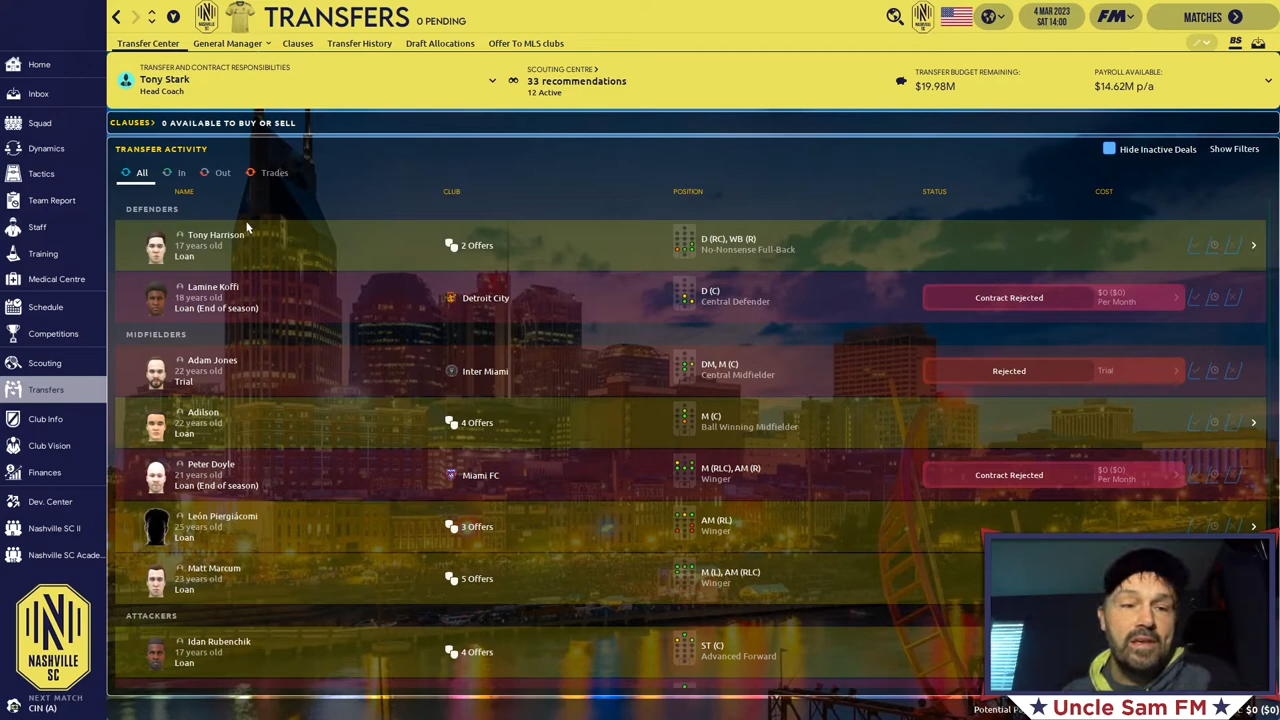 TRANSFERS 0 PENDING
4 MAR 2023
SAT 14:00
FM
MATCHES
Transfer Center
General Manager
Clauses
Transfer History
Draft Allocations
Offer To MLS clubs
BS
TRANSFER AND CONTRACT RESPONSIBILITIES
Tony Stark
Head Coach
SCOUTING CENTRE >
33 recommendations
12 Active
TRANSFER BUDGET REMAINING:
$19.98M
PAYROLL AVAILABLE:
$14.62M p/a
CLAUSES > 0 AVAILABLE TO BUY OR SELL
TRANSFER ACTIVITY
Hide Inactive Deals
Show Filters
All
In
Out
Trades
NAME
CLUB
POSITION
STATUS
COST
DEFENDERS
Tony Harrison
17 years old
Loan
2 Offers
D (RC), WB (R)
No-Nonsense Full-Back
Lamine Koffi
18 years old
Loan (End of season)
Detroit City
D (C)
Central Defender
Contract Rejected
$0 ($0)
Per Month
MIDFIELDERS
Adam Jones
22 years old
Trial
Inter Miami
DM, M (C)
Central Midfielder
Rejected
Trial
Adilson
22 years old
Loan
4 Offers
M (C)
Ball Winning Midfielder
Peter Doyle
21 years old
Loan (End of season)
Miami FC
M (RLC), AM (R)
Winger
Contract Rejected
$0 ($0)
Per Month
León Piergiácomi
25 years old
Loan
3 Offers
AM (RL)
Winger
Matt Marcum
23 years old
Loan
5 Offers
M (L), AM (RLC)
Winger
ATTACKERS
Idan Rubenchik
17 years old
Loan
4 Offers
ST (C)
Advanced Forward
Home
Inbox
Squad
Dynamics
Tactics
Team Report
Staff
Training
Medical Centre
Schedule
Competitions
Scouting
Transfers
Club Info
Club Vision
Finances
Dev. Center
Nashville SC II
Nashville SC Acade...
NASHVILLE SC
NEXT MATCH
CIN (A)
★ Uncle Sam FM ★
$0 ($0)